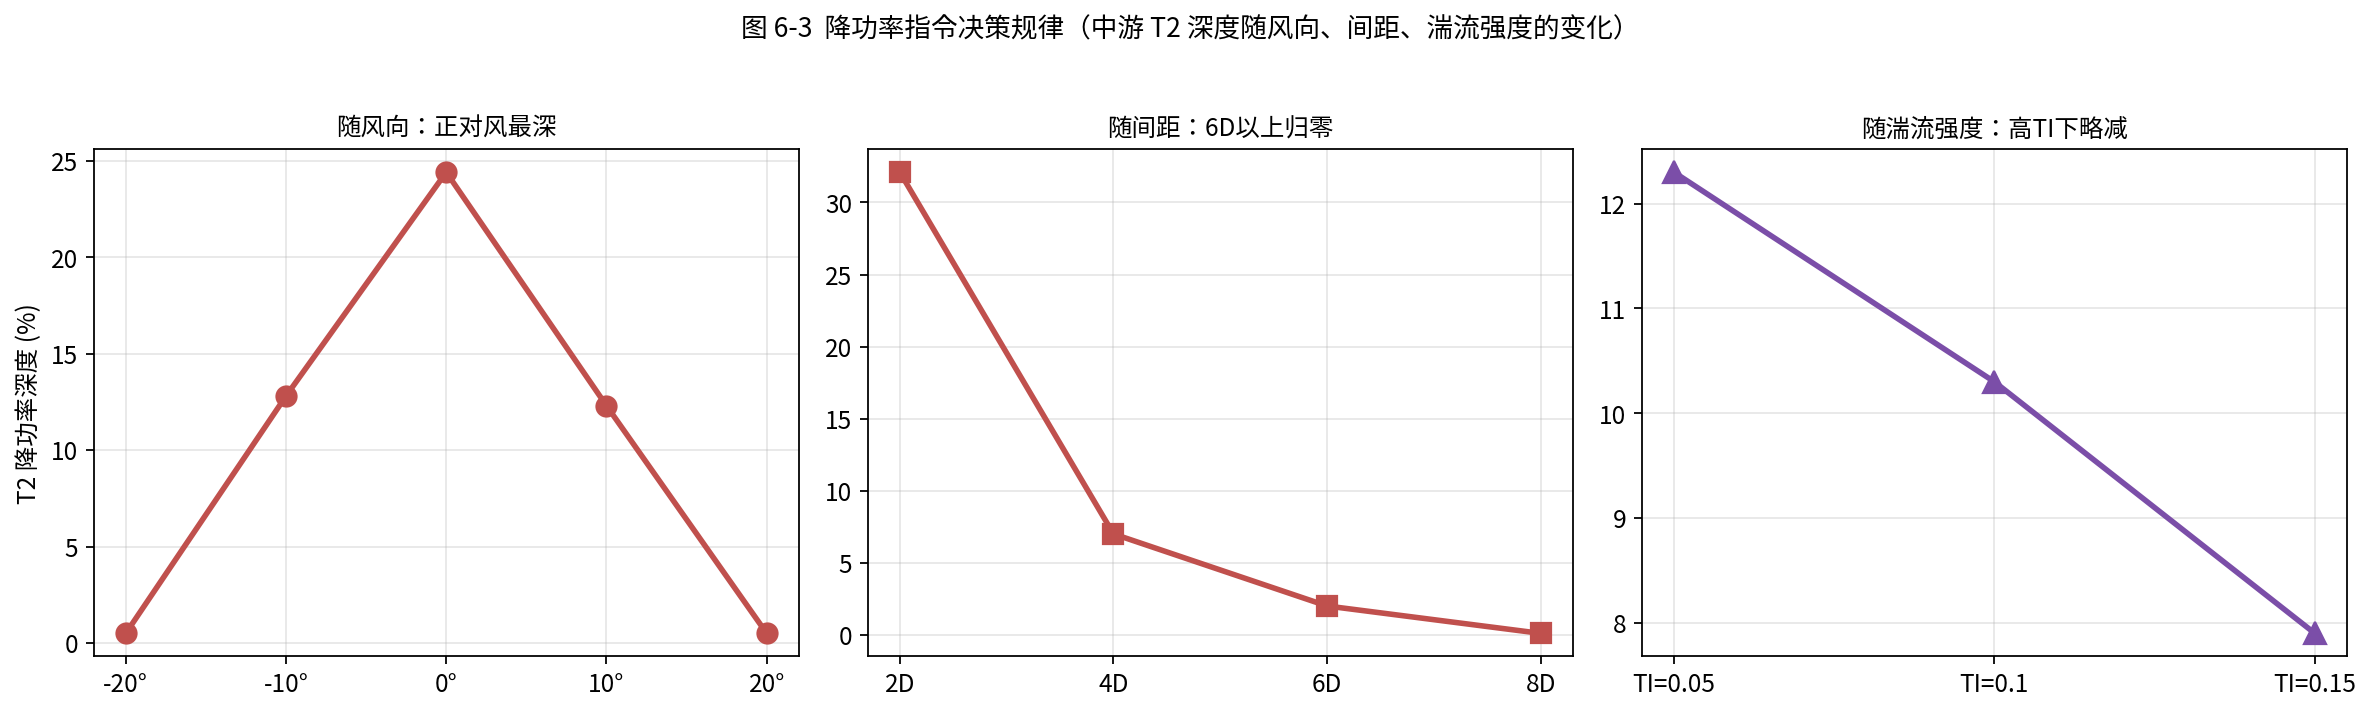 图 6-3 降功率指令决策规律（中游 T2 深度随风向、间距、湍流强度的变化）
随风向：正对风最深
T2 降功率深度 (%)
25
20
15
10
5
0
-20°
-10°
0°
10°
20°
随间距：6D以上归零
30
25
20
15
10
5
0
2D
4D
6D
8D
随湍流强度：高TI下略减
12
11
10
9
8
TI=0.05
TI=0.1
TI=0.15